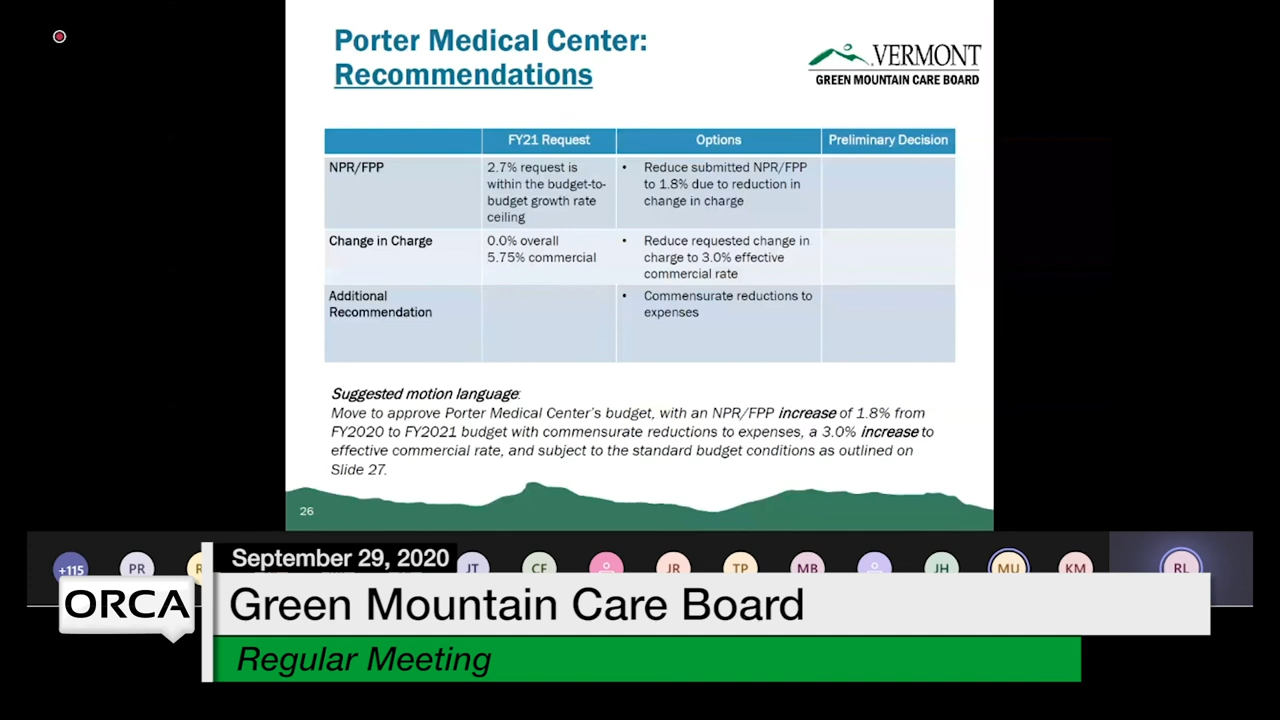 Porter Medical Center:
Recommendations
VERMONT
GREEN MOUNTAIN CARE BOARD
FY21 Request
Options
Preliminary Decision
NPR/FPP
2.7% request is
within the budget-to-
budget growth rate
ceiling
• Reduce submitted NPR/FPP
to 1.8% due to reduction in
change in charge
Change in Charge
0.0% overall
5.75% commercial
• Reduce requested change in
charge to 3.0% effective
commercial rate
Additional
Recommendation
• Commensurate reductions to
expenses
Suggested motion language:
Move to approve Porter Medical Center's budget, with an NPR/FPP increase of 1.8% from
FY2020 to FY2021 budget with commensurate reductions to expenses, a 3.0% increase to
effective commercial rate, and subject to the standard budget conditions as outlined on
Slide 27.
26
+115
PR
R
JT
CF
JR
TP
MB
JH
MU
KM
RL
September 29, 2020
ORCA
Green Mountain Care Board
Regular Meeting